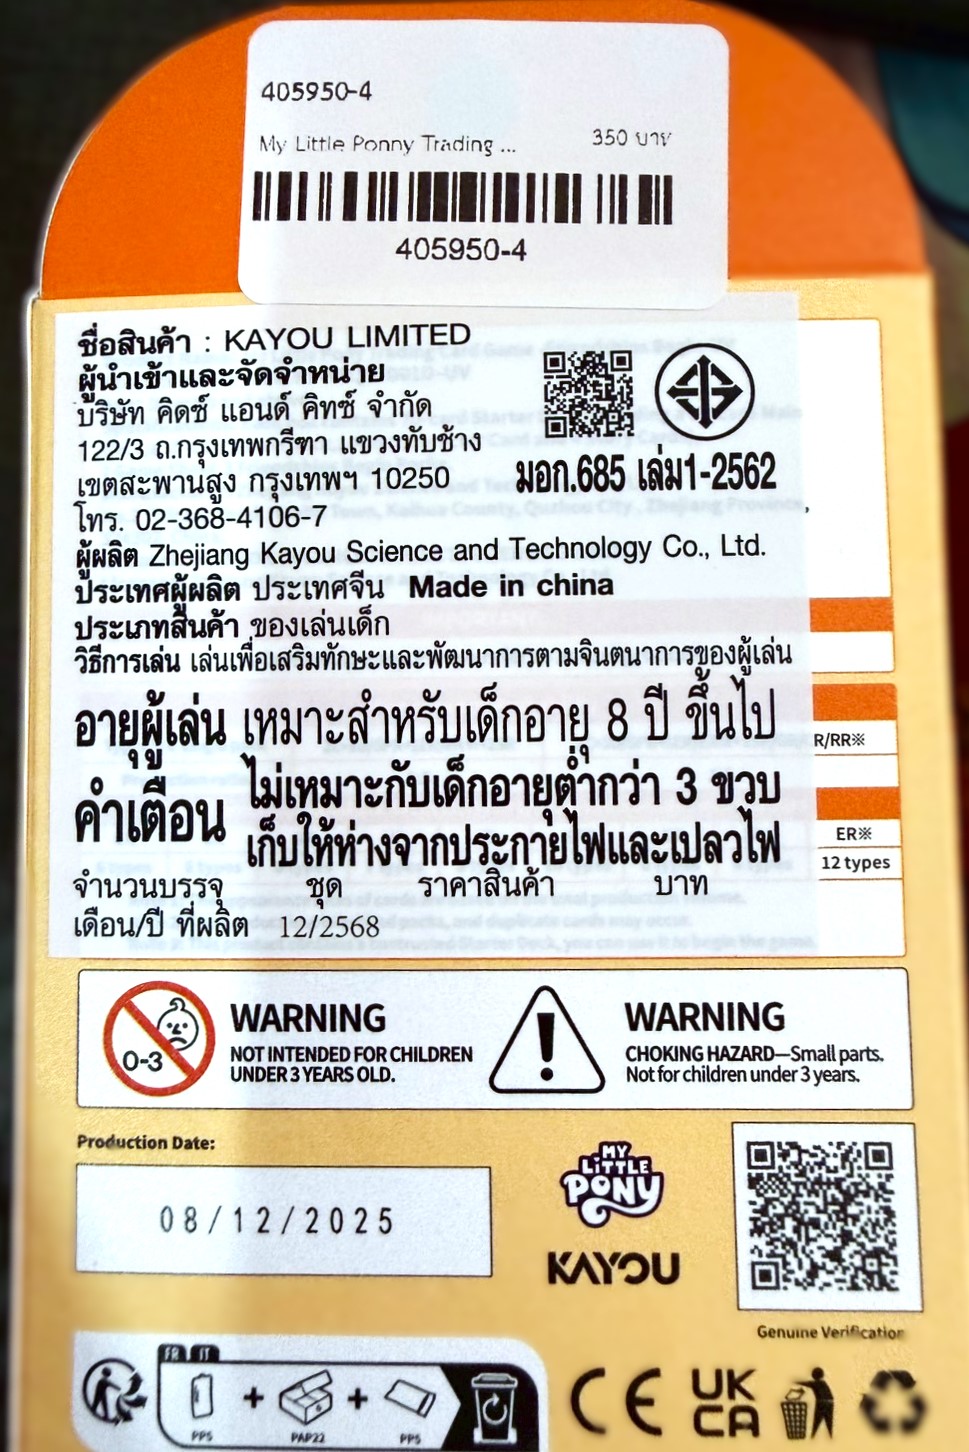 405950-4
My Little Ponny Trading ... 350 บาท
405950-4
ชื่อสินค้า : KAYOU LIMITED
ผู้นำเข้าและจัดจำหน่าย
บริษัท คิดซ์ แอนด์ คิทซ์ จำกัด
122/3 ถ.กรุงเทพกรีฑา แขวงทับช้าง
เขตสะพานสูง กรุงเทพฯ 10250
มอก.685 เล่ม1-2562
โทร. 02-368-4106-7
ผู้ผลิต Zhejiang Kayou Science and Technology Co., Ltd.
ประเทศผู้ผลิต ประเทศจีน Made in china
ประเภทสินค้า ของเล่นเด็ก
วิธีการเล่น เล่นเพื่อเสริมทักษะและพัฒนาการตามจินตนาการของผู้เล่น
อายุผู้เล่น เหมาะสำหรับเด็กอายุ 8 ปี ขึ้นไป
R/RR※
คำเตือน ไม่เหมาะกับเด็กอายุต่ำกว่า 3 ขวบ
เก็บให้ห่างจากประกายไฟและเปลวไฟ
ER※
12 types
จำนวนบรรจุ ชุด ราคาสินค้า บาท
เดือน/ปี ที่ผลิต 12/2568
0-3
WARNING
NOT INTENDED FOR CHILDREN
UNDER 3 YEARS OLD.
WARNING
CHOKING HAZARD—Small parts.
Not for children under 3 years.
Production Date:
08/12/2025
MY
LITTLE
PONY
KAYOU
Genuine Verification
FR IT
PP5 + PAP22 + PP5
CE
UK
CA